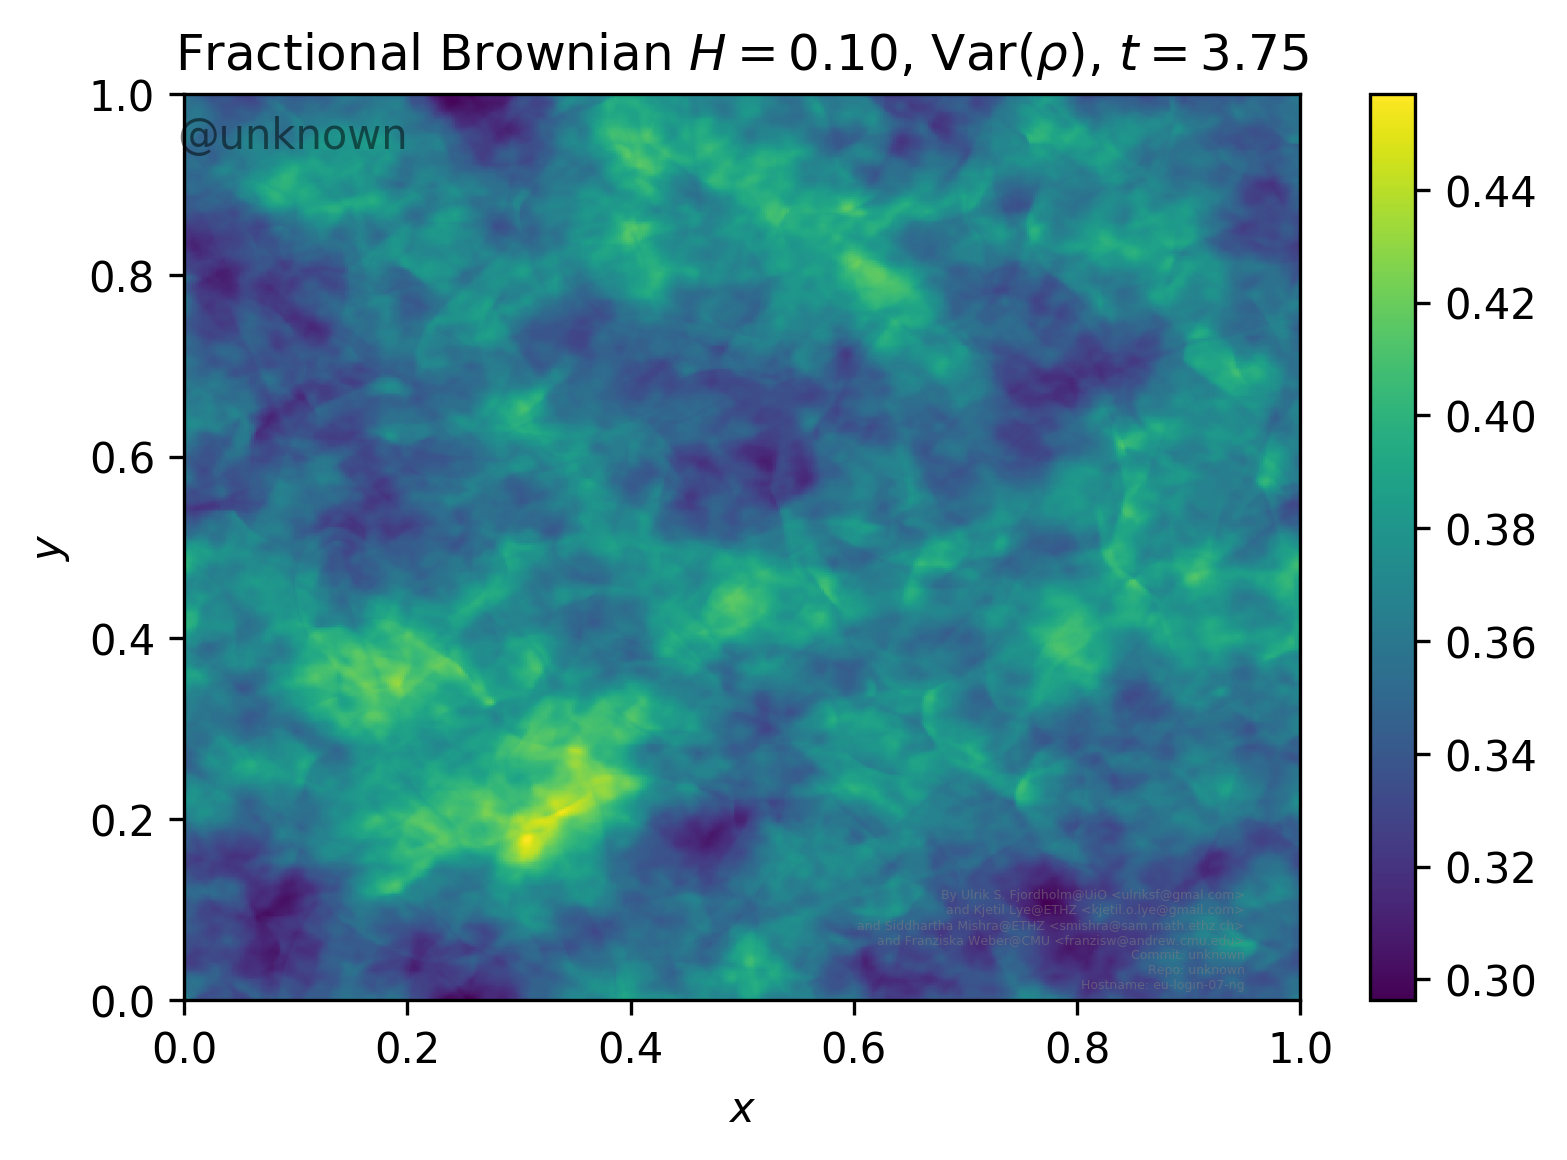 Fractional Brownian H = 0.10, Var(ρ), t = 3.75
@unknown
1.0
0.8
0.6
0.4
0.2
0.0
y
0.0 0.2 0.4 0.6 0.8 1.0
x
0.44
0.42
0.40
0.38
0.36
0.34
0.32
0.30
By Ulrik S. Fjordholm@UiO <ulriksf@gmal.com>
and Kjetil Lye@ETHZ <kjetil.o.lye@gmail.com>
and Siddhartha Mishra@ETHZ <smishra@sam.math.ethz.ch>
and Franziska Weber@CMU <franzisw@andrew.cmu.edu>
Commit: unknown
Repo: unknown
Hostname: eu-login-07-ng